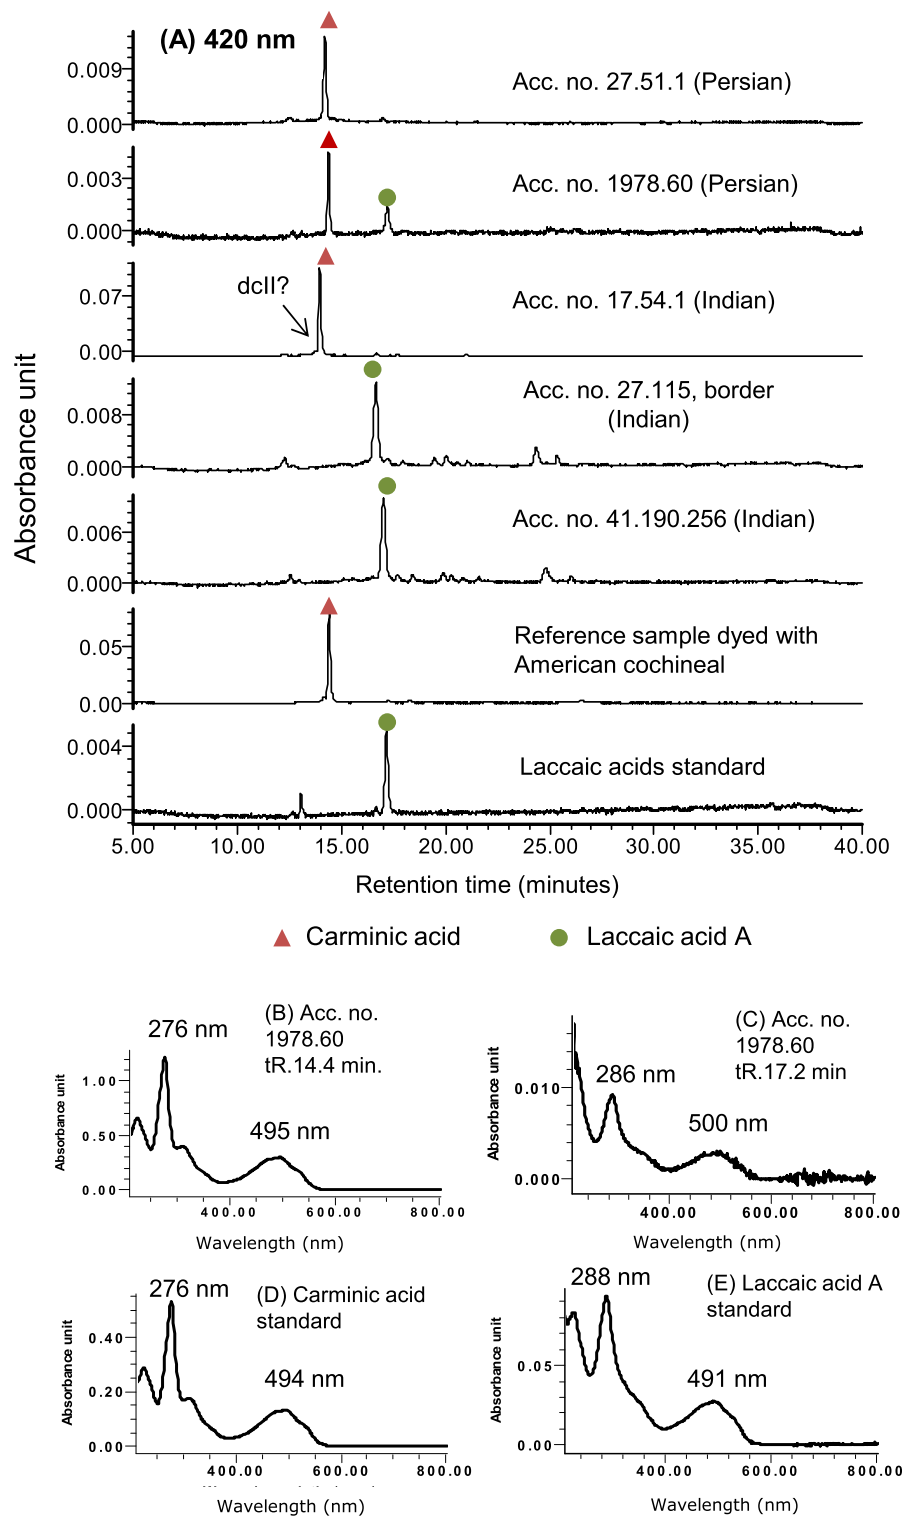 (A) 420 nm
0.009
0.000
Acc. no. 27.51.1 (Persian)
0.003
0.000
Acc. no. 1978.60 (Persian)
dcII?
0.07
0.00
Acc. no. 17.54.1 (Indian)
0.008
0.000
Acc. no. 27.115, border
(Indian)
0.006
0.000
Acc. no. 41.190.256 (Indian)
0.05
0.00
Reference sample dyed with
American cochineal
0.004
0.000
Laccaic acids standard
Absorbance unit
5.00 10.00 15.00 20.00 25.00 30.00 35.00 40.00
Retention time (minutes)
Carminic acid Laccaic acid A
(B) Acc. no.
1978.60
tR.14.4 min.
276 nm
495 nm
1.00
0.50
0.00
Absorbance unit
400.00 600.00 800.00
Wavelength (nm)
(C) Acc. no.
1978.60
tR.17.2 min
286 nm
500 nm
0.010
0.000
Absorbance unit
400.00 600.00 800.00
Wavelength (nm)
276 nm
(D) Carminic acid
standard
494 nm
0.40
0.20
0.00
Absorbance unit
400.00 600.00 800.00
Wavelength (nm)
288 nm
(E) Laccaic acid A
standard
491 nm
0.05
0.00
Absorbance unit
400.00 600.00 800.00
Wavelength (nm)